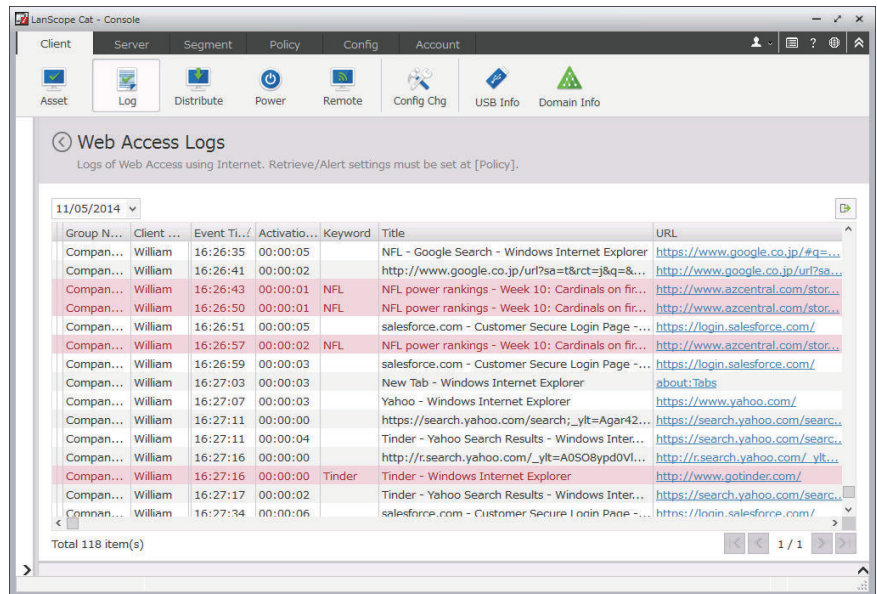 LanScope Cat - Console
Client Server Segment Policy Config Account ?
Asset Log Distribute Power Remote Config Chg USB Info Domain Info
Web Access Logs
Logs of Web Access using Internet. Retrieve/Alert settings must be set at [Policy].
11/05/2014
Group N... Client ... Event Ti... Activatio... Keyword Title URL
Compan... William 16:26:35 00:00:05 NFL - Google Search - Windows Internet Explorer https://www.google.co.jp/#q=...
Compan... William 16:26:41 00:00:02 http://www.google.co.jp/url?sa=t&rct=j&q=&... http://www.google.co.jp/url?sa...
Compan... William 16:26:43 00:00:01 NFL NFL power rankings - Week 10: Cardinals on fir... http://www.azcentral.com/stor...
Compan... William 16:26:50 00:00:01 NFL NFL power rankings - Week 10: Cardinals on fir... http://www.azcentral.com/stor...
Compan... William 16:26:51 00:00:05 salesforce.com - Customer Secure Login Page -... https://login.salesforce.com/
Compan... William 16:26:57 00:00:02 NFL NFL power rankings - Week 10: Cardinals on fir... http://www.azcentral.com/stor...
Compan... William 16:26:59 00:00:03 salesforce.com - Customer Secure Login Page -... https://login.salesforce.com/
Compan... William 16:27:03 00:00:03 New Tab - Windows Internet Explorer about:Tabs
Compan... William 16:27:07 00:00:03 Yahoo - Windows Internet Explorer https://www.yahoo.com/
Compan... William 16:27:11 00:00:00 https://search.yahoo.com/search;_ylt=Agar42... https://search.yahoo.com/searc...
Compan... William 16:27:11 00:00:04 Tinder - Yahoo Search Results - Windows Inter... https://search.yahoo.com/searc...
Compan... William 16:27:16 00:00:00 http://r.search.yahoo.com/_ylt=A0SO8ypd0Vl... http://r.search.yahoo.com/_ylt...
Compan... William 16:27:16 00:00:00 Tinder Tinder - Windows Internet Explorer http://www.gotinder.com/
Compan... William 16:27:17 00:00:02 Tinder - Yahoo Search Results - Windows Inter... https://search.yahoo.com/searc...
Compan... William 16:27:34 00:00:06 salesforce.com - Customer Secure Login Page -... https://login.salesforce.com/
Total 118 item(s) 1 / 1